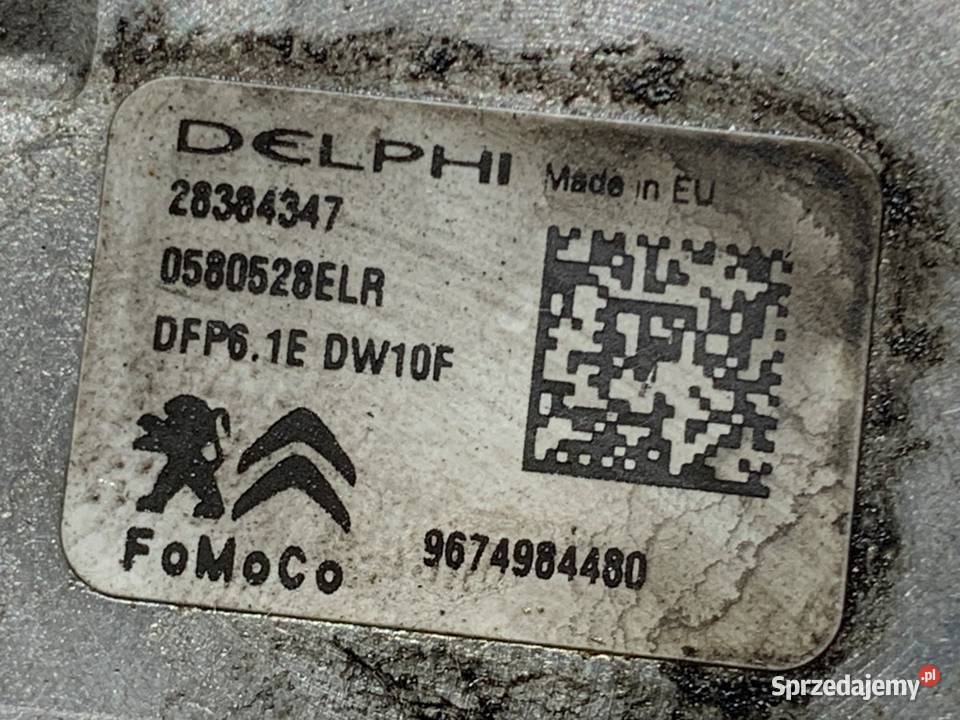 DELPHI Made in EU
28384347
0580528ELR
DFP6.1E DW10F
FoMoCo 9674984480
Sprzedajemy.pl